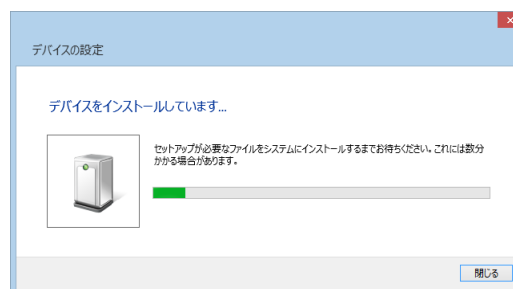 デバイスの設定
デバイスをインストールしています...
セットアップが必要なファイルをシステムにインストールするまでお待ちください。これには数分
かかる場合があります。
閉じる